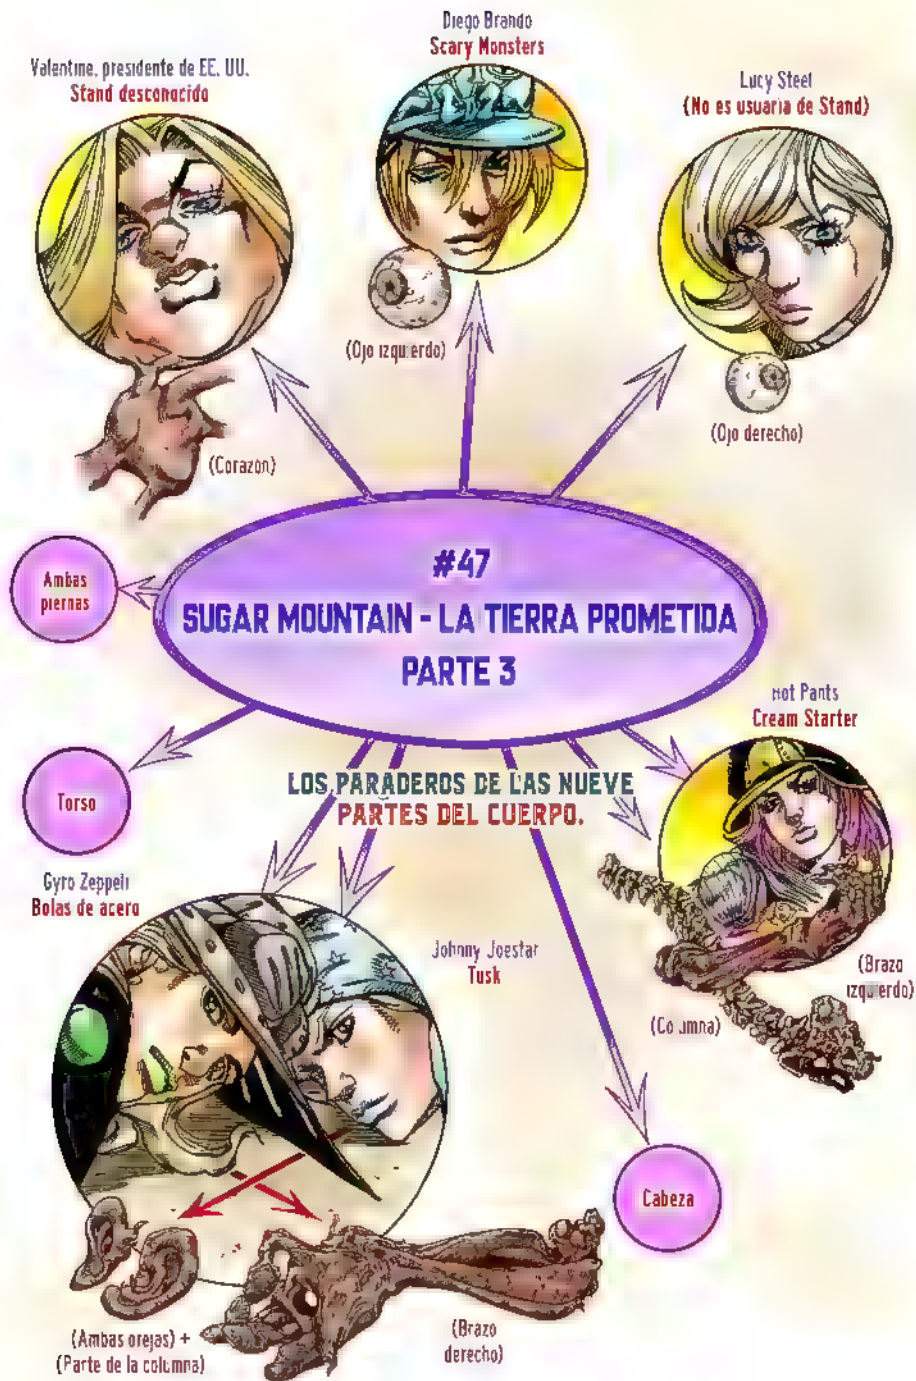 Diego Brando
Scary Monsters
Valentine, presidente de EE. UU.
Stand desconocido
Lucy Steel
(No es usuaria de Stand)
(Ojo izquierdo)
(Ojo derecho)
(Corazón)
Ambas
piernas
#47
SUGAR MOUNTAIN - LA TIERRA PROMETIDA
PARTE 3
Hot Pants
Cream Starter
LOS PARADEROS DE LAS NUEVE
PARTES DEL CUERPO.
Torso
Gyro Zeppeli
Bolas de acero
Johnny Joestar
Tusk
(Brazo
izquierdo)
(Columna)
Cabeza
(Ambas orejas) +
(Parte de la columna)
(Brazo
derecho)